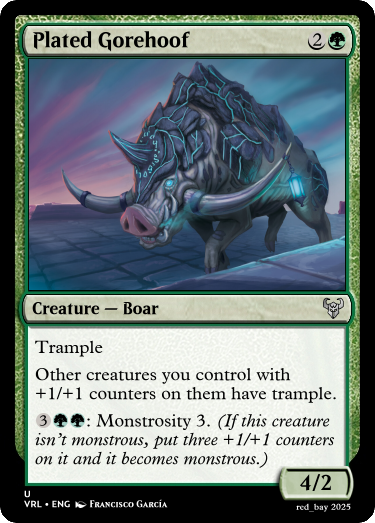 Plated Gorehoof 2
Creature — Boar
Trample
Other creatures you control with
+1/+1 counters on them have trample.
3: Monstrosity 3. (If this creature
isn't monstrous, put three +1/+1 counters
on it and it becomes monstrous.)
4/2
U
VRL • ENG Francisco García
red_bay 2025